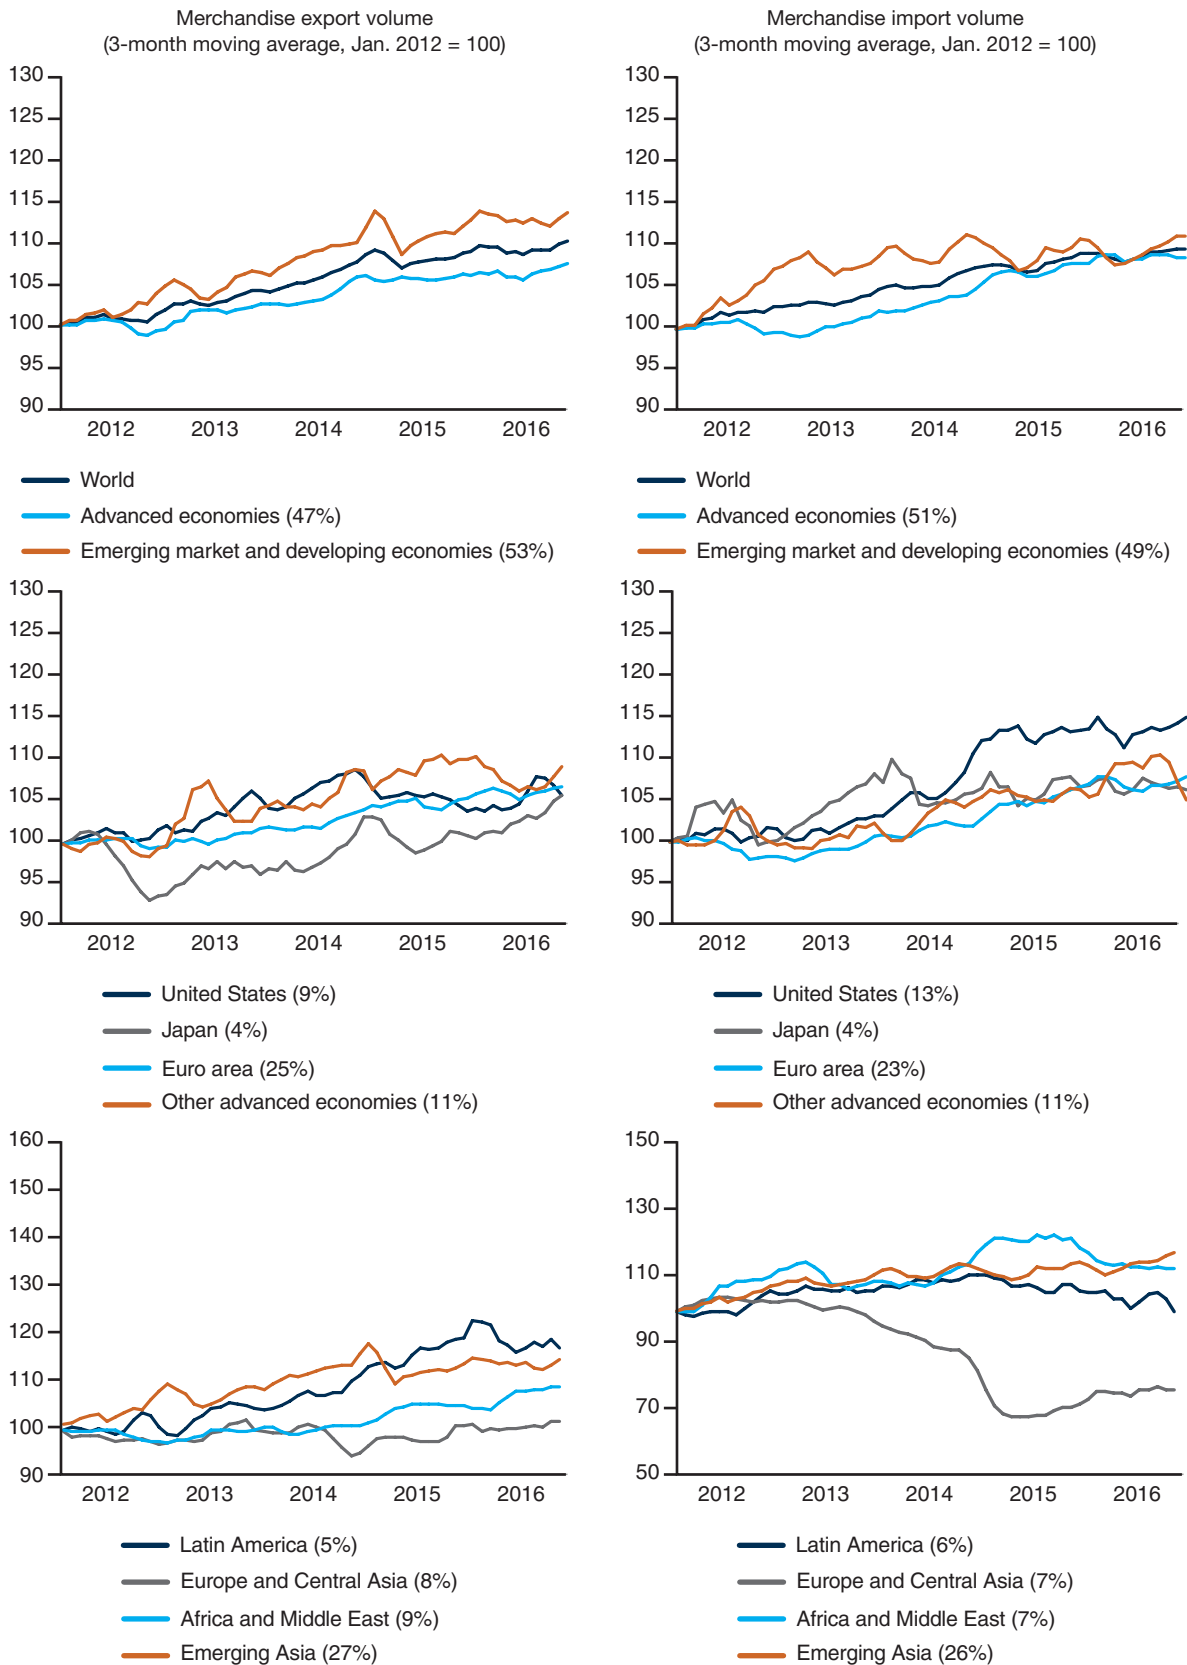 Merchandise export volume
(3-month moving average, Jan. 2012 = 100)
130
125
120
115
110
105
100
95
90
2012 2013 2014 2015 2016
World
Advanced economies (47%)
Emerging market and developing economies (53%)
Merchandise import volume
(3-month moving average, Jan. 2012 = 100)
130
125
120
115
110
105
100
95
90
2012 2013 2014 2015 2016
World
Advanced economies (51%)
Emerging market and developing economies (49%)
130
125
120
115
110
105
100
95
90
2012 2013 2014 2015 2016
United States (9%)
Japan (4%)
Euro area (25%)
Other advanced economies (11%)
130
125
120
115
110
105
100
95
90
2012 2013 2014 2015 2016
United States (13%)
Japan (4%)
Euro area (23%)
Other advanced economies (11%)
160
150
140
130
120
110
100
90
2012 2013 2014 2015 2016
Latin America (5%)
Europe and Central Asia (8%)
Africa and Middle East (9%)
Emerging Asia (27%)
150
130
110
90
70
50
2012 2013 2014 2015 2016
Latin America (6%)
Europe and Central Asia (7%)
Africa and Middle East (7%)
Emerging Asia (26%)